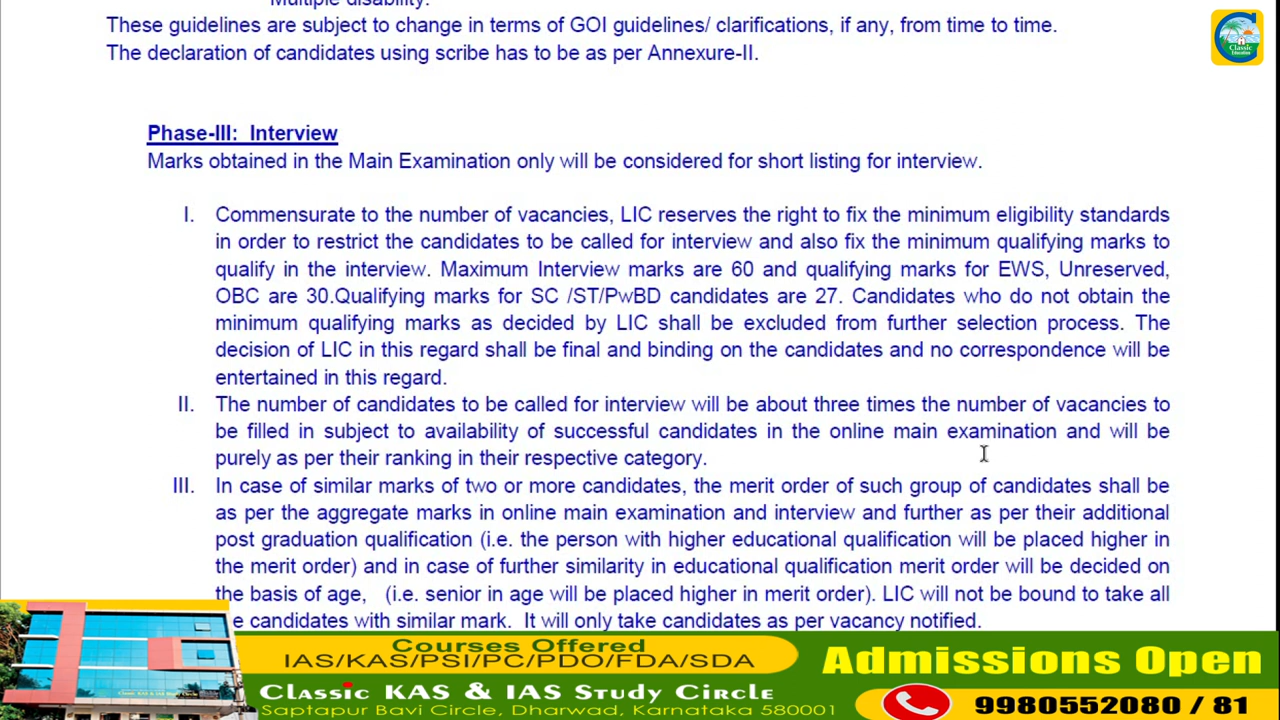 Multiple disability.
These guidelines are subject to change in terms of GOI guidelines/ clarifications, if any, from time to time.
The declaration of candidates using scribe has to be as per Annexure-II.
Classic
Education
Phase-III: Interview
Marks obtained in the Main Examination only will be considered for short listing for interview.
I. Commensurate to the number of vacancies, LIC reserves the right to fix the minimum eligibility standards
in order to restrict the candidates to be called for interview and also fix the minimum qualifying marks to
qualify in the interview. Maximum Interview marks are 60 and qualifying marks for EWS, Unreserved,
OBC are 30.Qualifying marks for SC /ST/PwBD candidates are 27. Candidates who do not obtain the
minimum qualifying marks as decided by LIC shall be excluded from further selection process. The
decision of LIC in this regard shall be final and binding on the candidates and no correspondence will be
entertained in this regard.
II. The number of candidates to be called for interview will be about three times the number of vacancies to
be filled in subject to availability of successful candidates in the online main examination and will be
purely as per their ranking in their respective category.
III. In case of similar marks of two or more candidates, the merit order of such group of candidates shall be
as per the aggregate marks in online main examination and interview and further as per their additional
post graduation qualification (i.e. the person with higher educational qualification will be placed higher in
the merit order) and in case of further similarity in educational qualification merit order will be decided on
the basis of age, (i.e. senior in age will be placed higher in merit order). LIC will not be bound to take all
e candidates with similar mark. It will only take candidates as per vacancy notified.
Courses Offered
IAS/KAS/PSI/PC/PDO/FDA/SDA
Classic KAS & IAS Study Circle
Saptapur Bavi Circle, Dharwad, Karnataka 580001
Admissions Open
9980552080 / 81